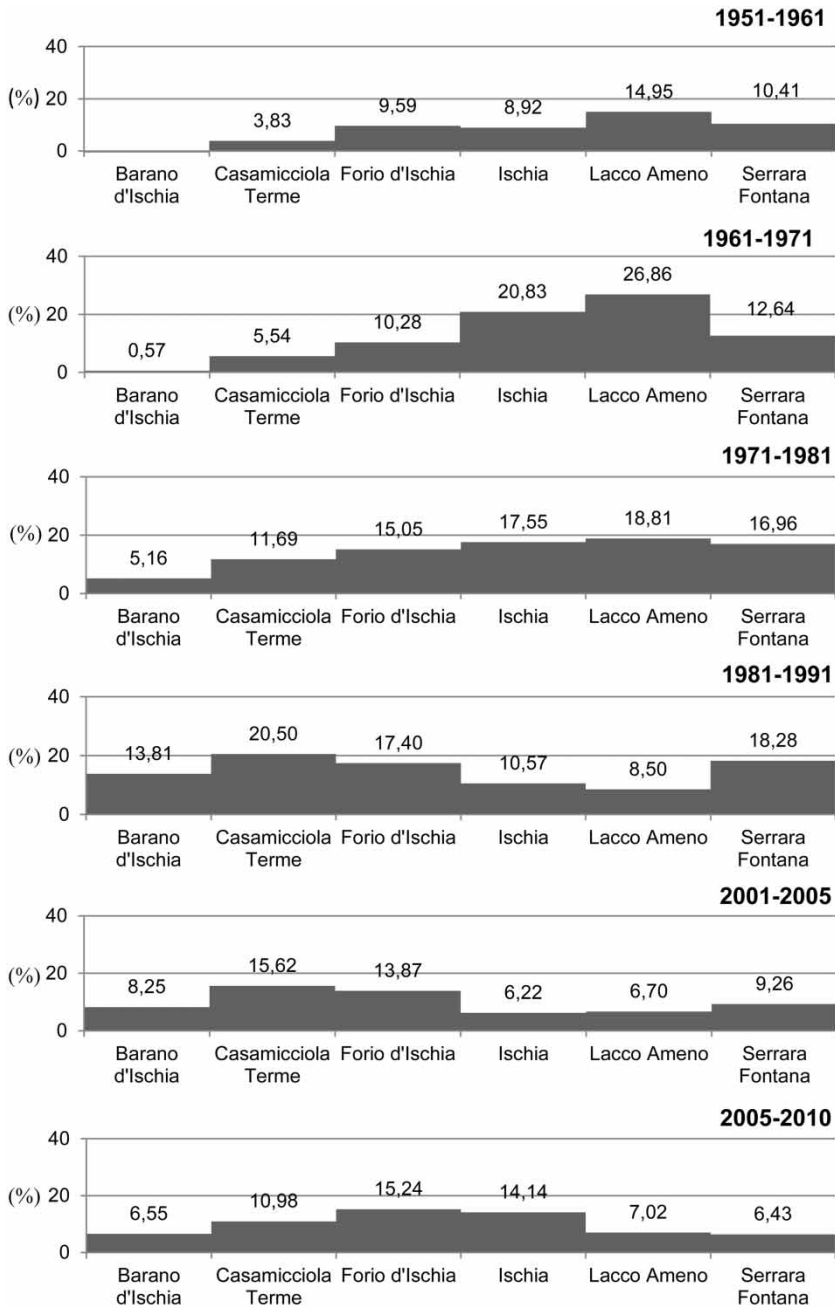 1951-1961
40
14,95
10,41
9,59
8,92
(%) 20
3,83
0
Barano d'Ischia
Casamicciola Terme
Forio d'Ischia
Ischia
Lacco Ameno
Serrara Fontana
1961-1971
40
26,86
20,83
12,64
(%) 20
10,28
5,54
0,57
0
Barano d'Ischia
Casamicciola Terme
Forio d'Ischia
Ischia
Lacco Ameno
Serrara Fontana
1971-1981
40
17,55
18,81
16,96
15,05
11,69
(%) 20
5,16
0
Barano d'Ischia
Casamicciola Terme
Forio d'Ischia
Ischia
Lacco Ameno
Serrara Fontana
1981-1991
40
20,50
17,40
18,28
13,81
10,57
8,50
(%) 20
0
Barano d'Ischia
Casamicciola Terme
Forio d'Ischia
Ischia
Lacco Ameno
Serrara Fontana
2001-2005
40
15,62
13,87
(%) 20
8,25
6,22
6,70
9,26
0
Barano d'Ischia
Casamicciola Terme
Forio d'Ischia
Ischia
Lacco Ameno
Serrara Fontana
2005-2010
40
15,24
14,14
(%) 20
6,55
10,98
7,02
6,43
0
Barano d'Ischia
Casamicciola Terme
Forio d'Ischia
Ischia
Lacco Ameno
Serrara Fontana